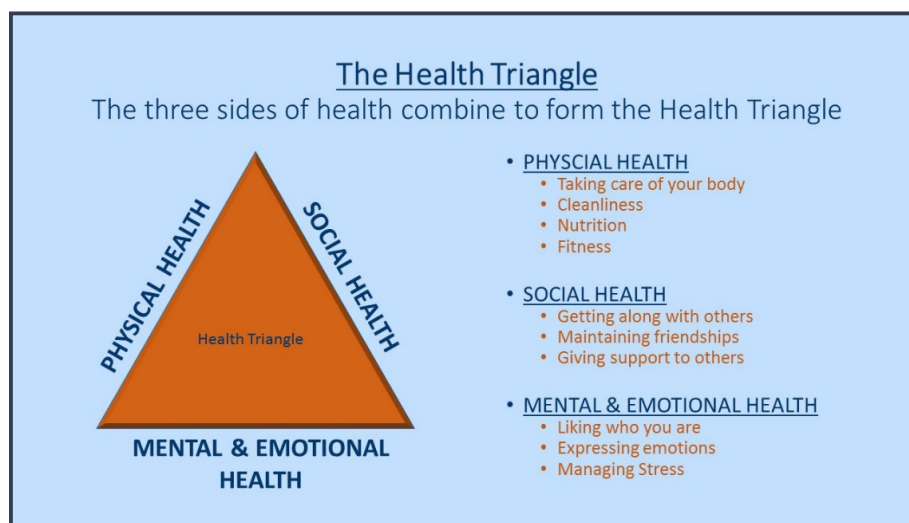 The Health Triangle
The three sides of health combine to form the Health Triangle
PHYSICAL HEALTH
SOCIAL HEALTH
Health Triangle
MENTAL & EMOTIONAL
HEALTH
• PHYSCIAL HEALTH
• Taking care of your body
• Cleanliness
• Nutrition
• Fitness
• SOCIAL HEALTH
• Getting along with others
• Maintaining friendships
• Giving support to others
• MENTAL & EMOTIONAL HEALTH
• Liking who you are
• Expressing emotions
• Managing Stress